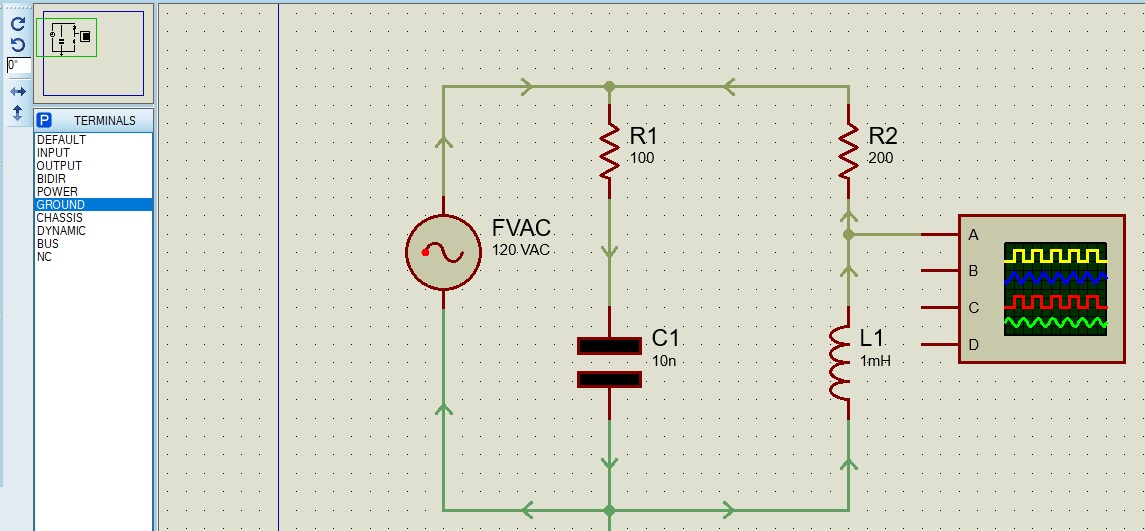 0°
P TERMINALS
DEFAULT
INPUT
OUTPUT
BIDIR
POWER
GROUND
CHASSIS
DYNAMIC
BUS
NC
R1
100
R2
200
FVAC
120 VAC
C1
10n
L1
1mH
A
B
C
D